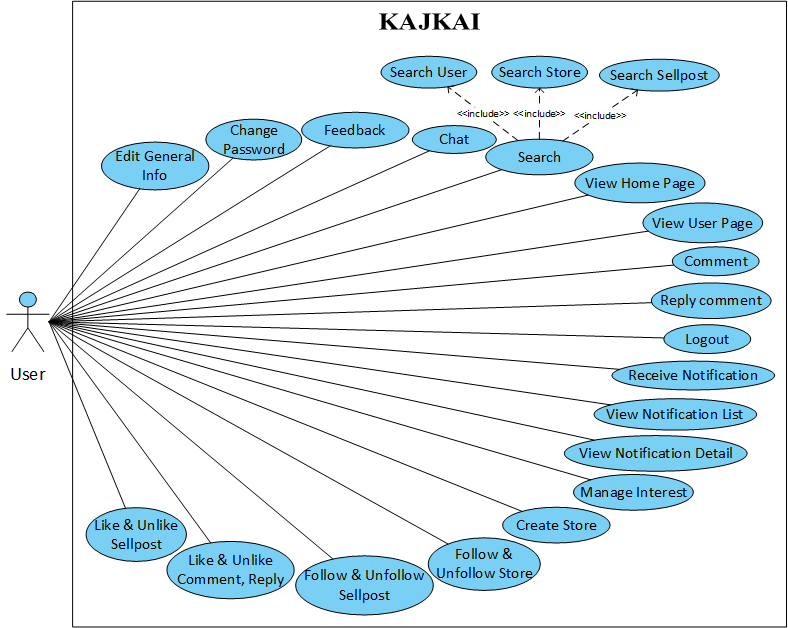 KAJKAI
Search User
Search Store
Search Sellpost
<<include>>
<<include>>
<<include>>
Edit General
Info
Change
Password
Feedback
Chat
Search
View Home Page
View User Page
Comment
Reply comment
Logout
Receive Notification
View Notification List
View Notification Detail
Manage Interest
Create Store
Follow &
Unfollow Store
Follow & Unfollow
Sellpost
Like & Unlike
Comment, Reply
Like & Unlike
Sellpost
User